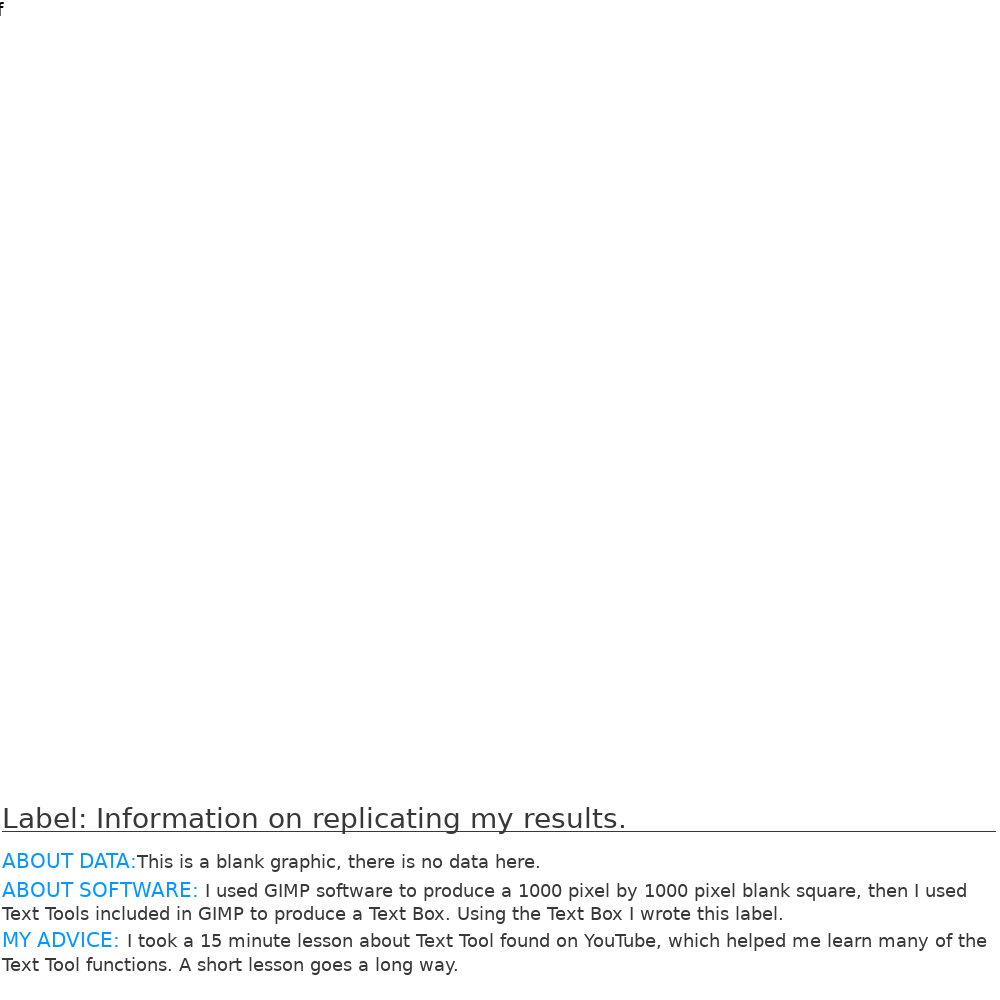 f
Label: Information on replicating my results.
ABOUT DATA:This is a blank graphic, there is no data here.
ABOUT SOFTWARE: I used GIMP software to produce a 1000 pixel by 1000 pixel blank square, then I used
Text Tools included in GIMP to produce a Text Box. Using the Text Box I wrote this label.
MY ADVICE: I took a 15 minute lesson about Text Tool found on YouTube, which helped me learn many of the
Text Tool functions. A short lesson goes a long way.